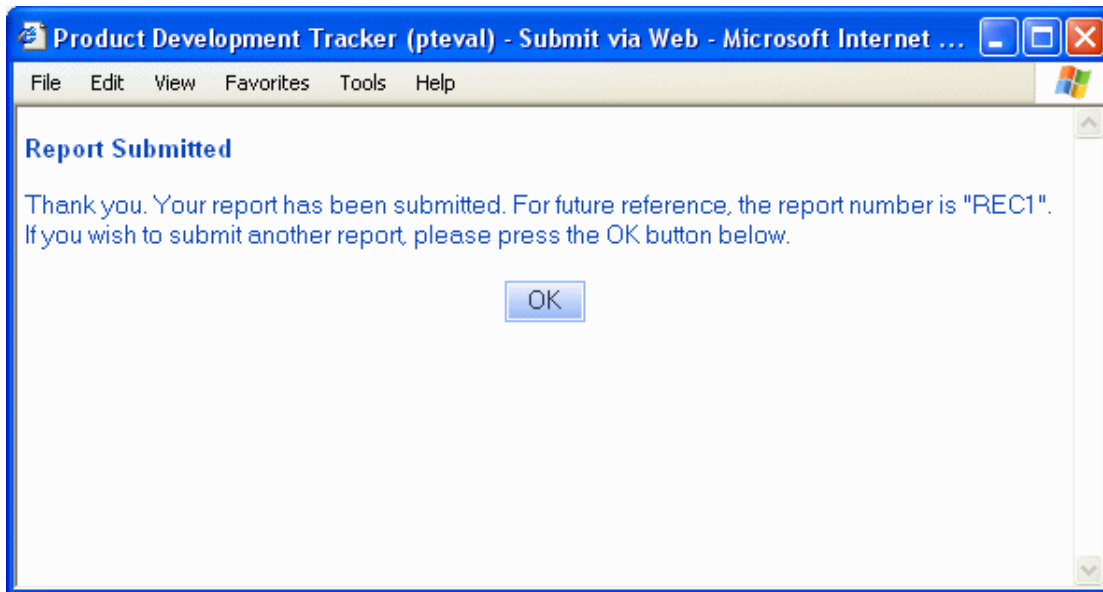 Product Development Tracker (pteval) - Submit via Web - Microsoft Internet ...
File Edit View Favorites Tools Help
Report Submitted
Thank you. Your report has been submitted. For future reference, the report number is "REC1".
If you wish to submit another report, please press the OK button below.
OK